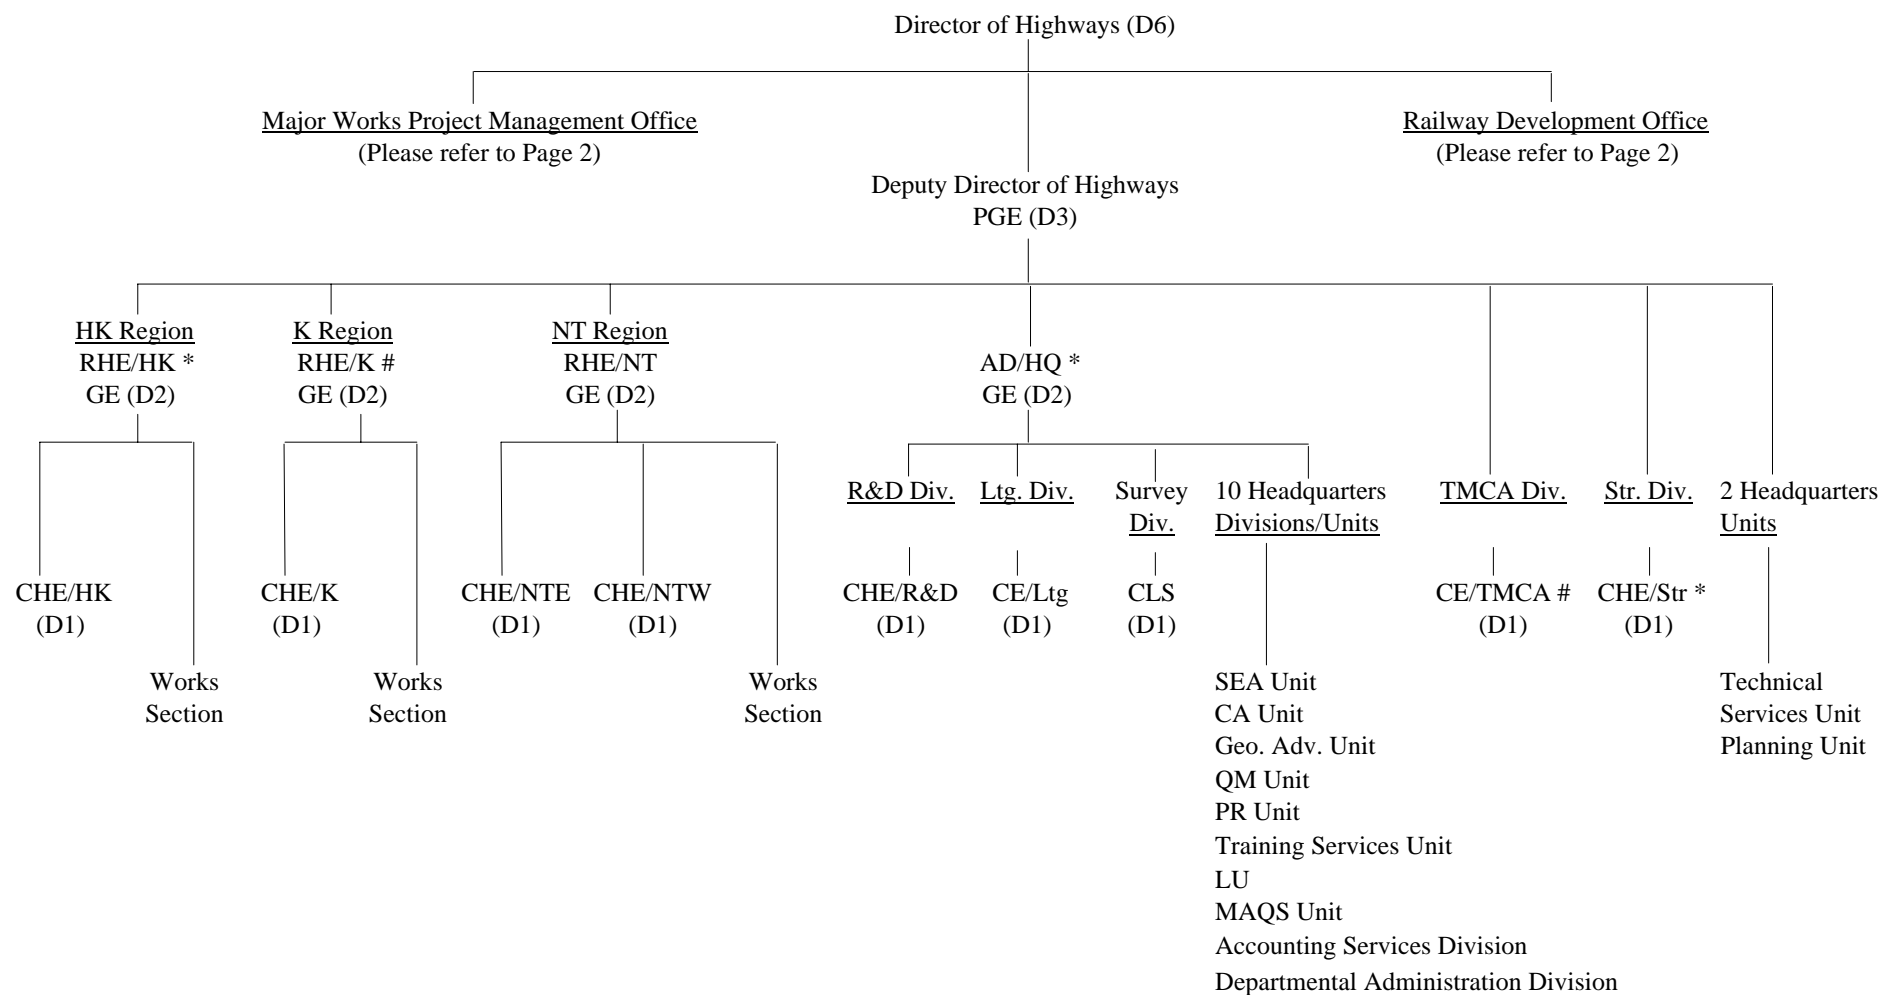 Director of Highways (D6)
Major Works Project Management Office
(Please refer to Page 2)
Railway Development Office
(Please refer to Page 2)
Deputy Director of Highways
PGE (D3)
HK Region
RHE/HK *
GE (D2)
K Region
RHE/K #
GE (D2)
NT Region
RHE/NT
GE (D2)
AD/HQ *
GE (D2)
R&D Div.
Ltg. Div.
Survey
Div.
10 Headquarters
Divisions/Units
TMCA Div.
Str. Div.
2 Headquarters
Units
CHE/HK
(D1)
CHE/K
(D1)
CHE/NTE
(D1)
CHE/NTW
(D1)
CHE/R&D
(D1)
CE/Ltg
(D1)
CLS
(D1)
CE/TMCA #
(D1)
CHE/Str *
(D1)
Works
Section
Works
Section
Works
Section
SEA Unit
CA Unit
Geo. Adv. Unit
QM Unit
PR Unit
Training Services Unit
LU
MAQS Unit
Accounting Services Division
Departmental Administration Division
Technical
Services Unit
Planning Unit